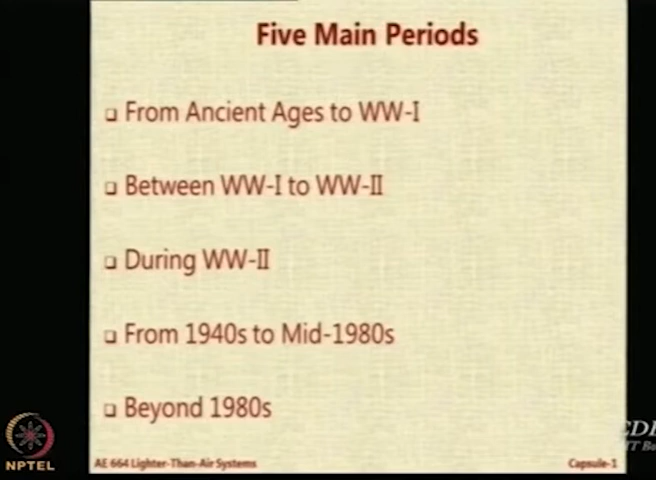 Five Main Periods
From Ancient Ages to WW-I
Between WW-I to WW-II
During WW-II
From 1940s to Mid-1980s
Beyond 1980s
NPTEL
AE 664 Lighter-Than-Air Systems
Capsule-1